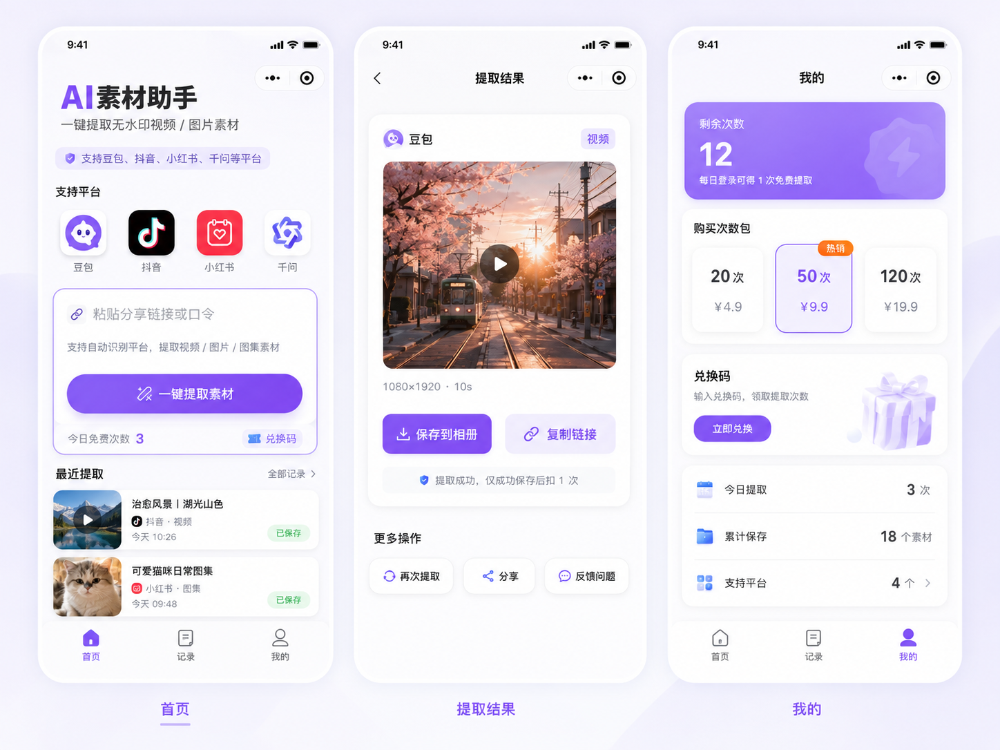 9:41
AI素材助手
一键提取无水印视频 / 图片素材
支持豆包、抖音、小红书、千问等平台
支持平台
豆包
抖音
小红书
千问
粘贴分享链接或口令
支持自动识别平台，提取视频 / 图片 / 图集素材
一键提取素材
今日免费次数 3
兑换码
最近提取
全部记录
治愈风景丨湖光山色
抖音 · 视频
今天 10:26
已保存
可爱猫咪日常图集
小红书 · 图集
今天 09:48
已保存
首页
记录
我的
首页
9:41
提取结果
豆包
视频
1080×1920 · 10s
保存到相册
复制链接
提取成功，仅成功保存后扣 1 次
更多操作
再次提取
分享
反馈问题
提取结果
9:41
我的
剩余次数
12
每日登录可得 1 次免费提取
购买次数包
热销
20 次
¥4.9
50 次
¥9.9
120 次
¥19.9
兑换码
输入兑换码，领取提取次数
立即兑换
今日提取
3 次
累计保存
18 个素材
支持平台
4 个
首页
记录
我的
我的